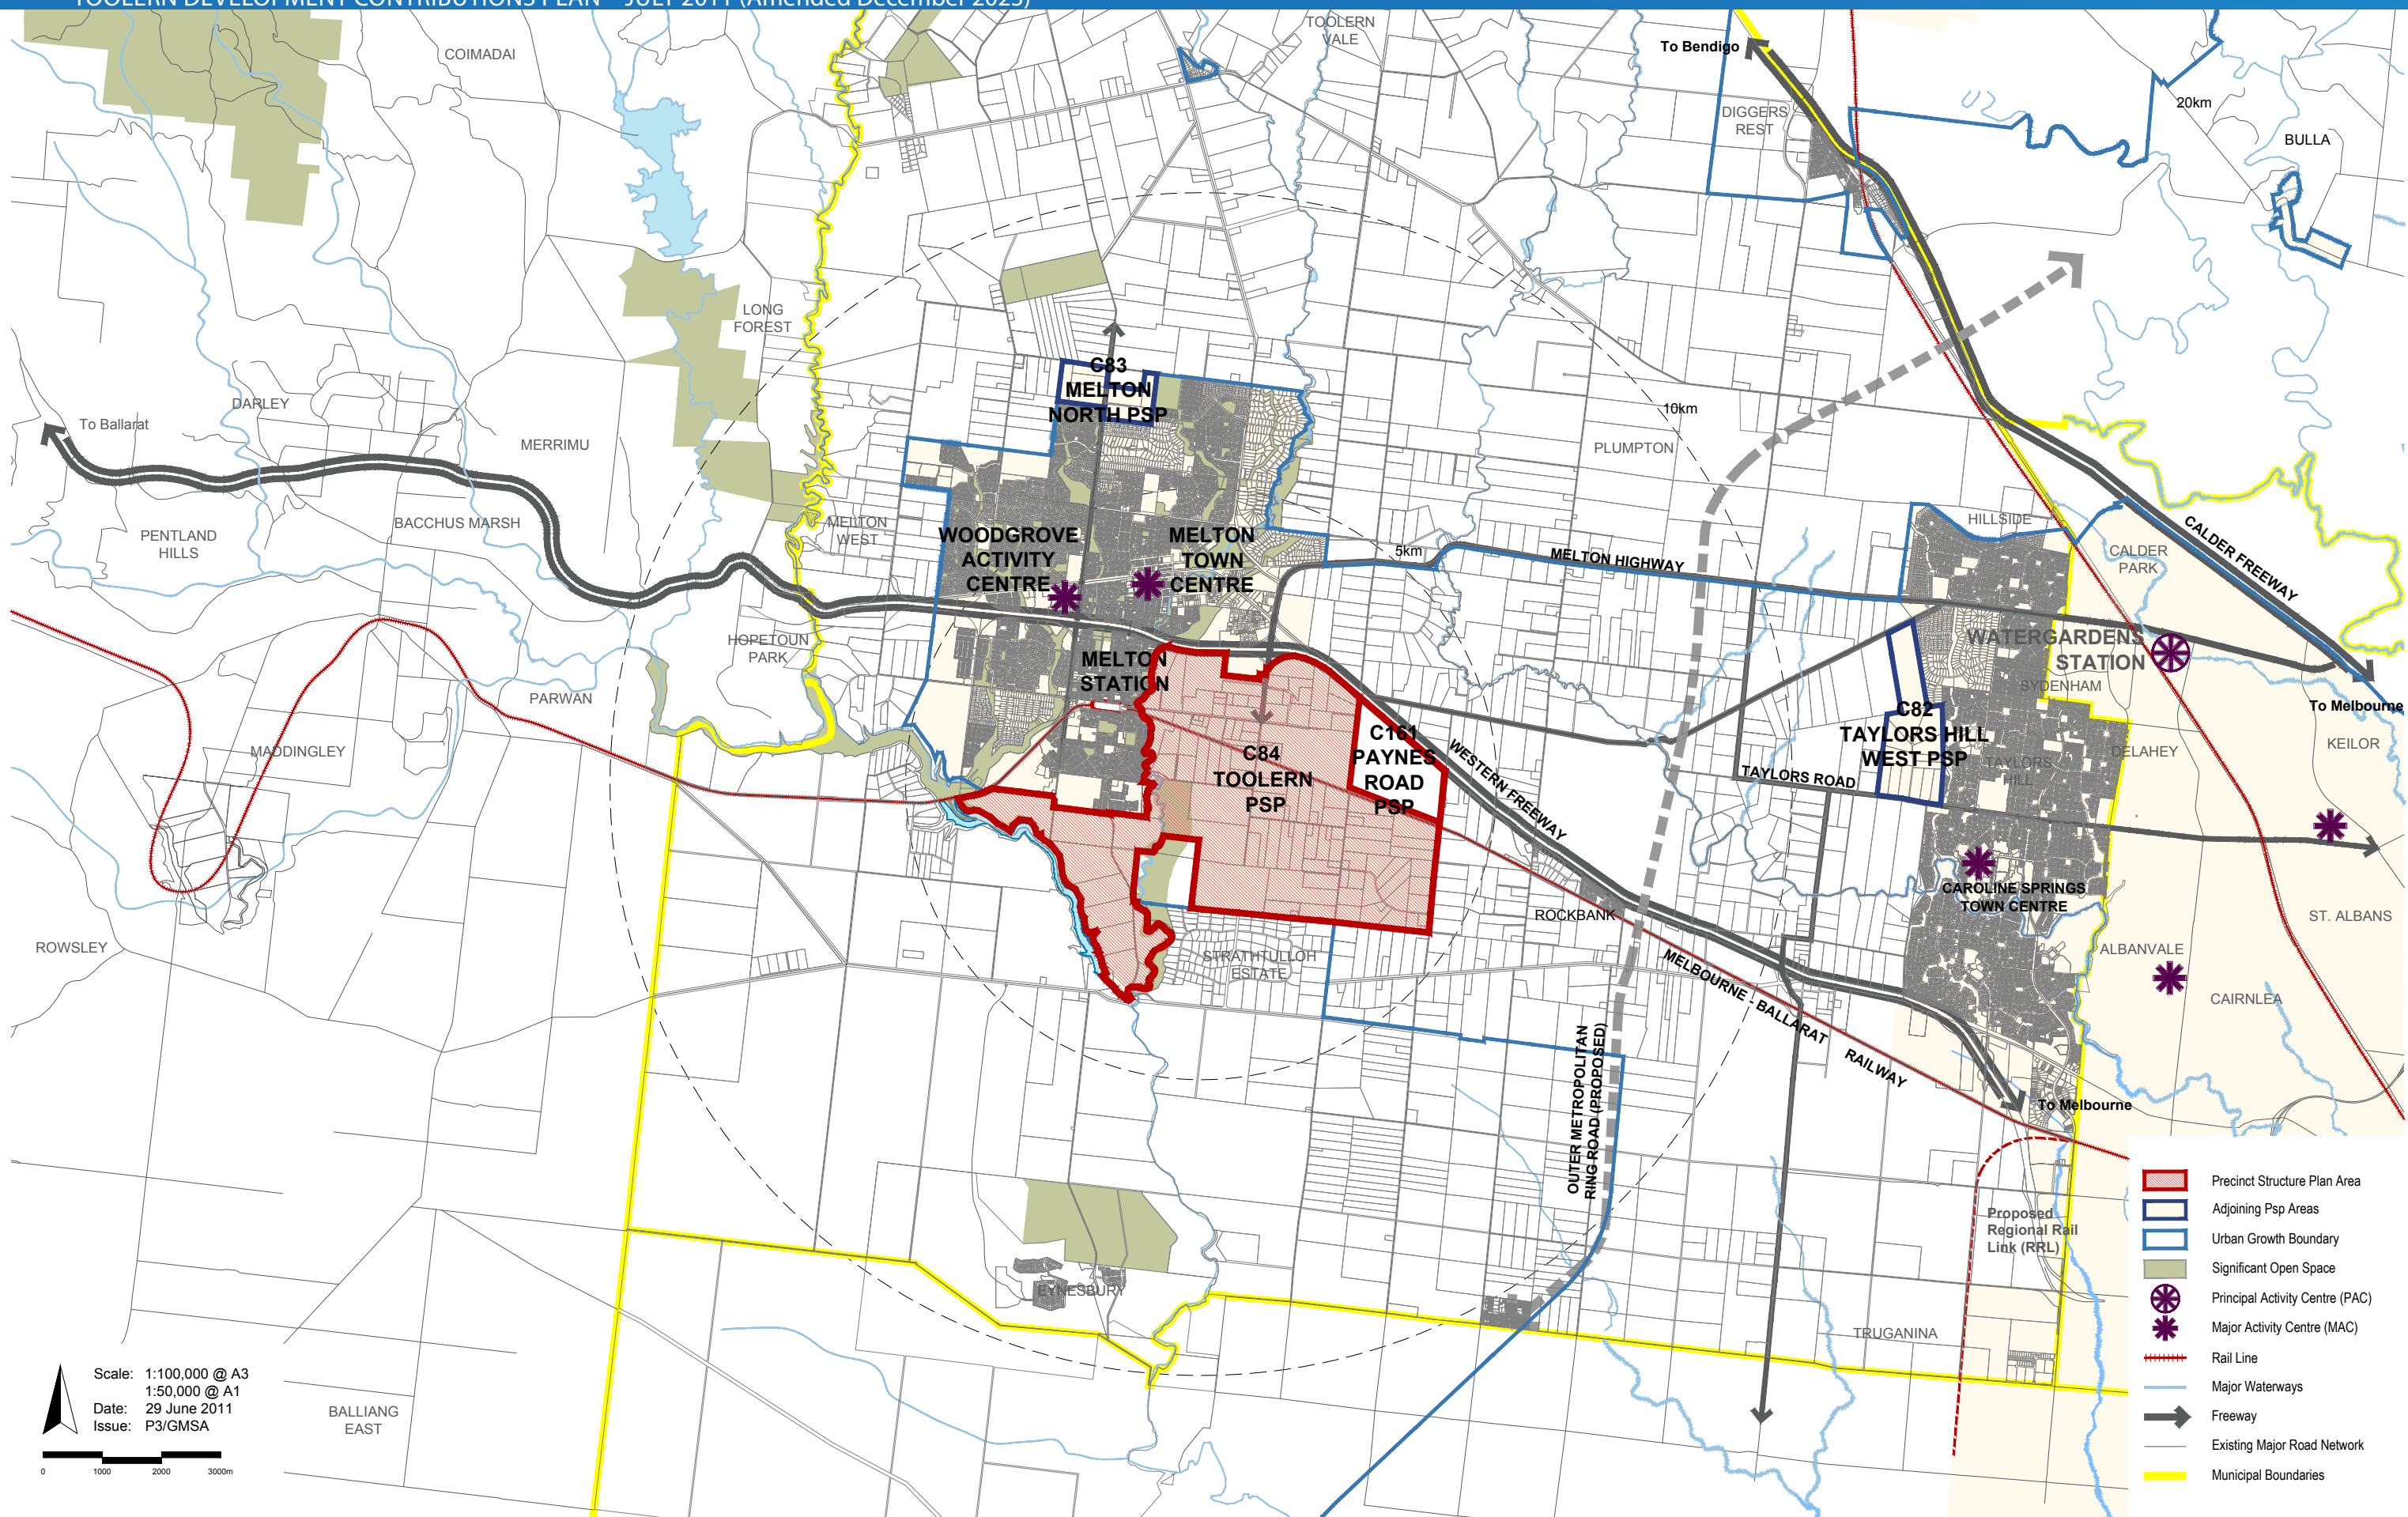 TOOLERN DEVELOPMENT CONTRIBUTIONS PLAN – JULY 2011 (Amended December 2023)
COIMADAI
TOOLERN
VALE
To Bendigo
DIGGERS
REST
20km
BULLA
LONG
FOREST
C83
MELTON
NORTH PSP
To Ballarat
DARLEY
MERRIMU
10km
PLUMPTON
PENTLAND
HILLS
BACCHUS MARSH
MELTON
WEST
WOODGROVE
ACTIVITY
CENTRE
MELTON
TOWN
CENTRE
5km
MELTON HIGHWAY
HILLSIDE
CALDER
PARK
CALDER FREEWAY
HOPETOUN
PARK
MELTON
STATION
WATERGARDENS
STATION
SYDENHAM
To Melbourne
PARWAN
MADDINGLEY
C84
TOOLERN
PSP
C161
PAYNES
ROAD
PSP
WESTERN FREEWAY
TAYLORS ROAD
C82
TAYLORS HILL
WEST PSP
TAYLORS
HILL
DELAHEY
KEILOR
ROWSLEY
STRATHTULLOH
ESTATE
ROCKBANK
CAROLINE SPRINGS
TOWN CENTRE
ST. ALBANS
ALBANVALE
CAIRNLEA
MELBOURNE - BALLARAT RAILWAY
OUTER METROPOLITAN
RING ROAD (PROPOSED)
To Melbourne
Proposed
Regional Rail
Link (RRL)
EYNESBURY
TRUGANINA
BALLIANG
EAST
Scale: 1:100,000 @ A3
1:50,000 @ A1
Date: 29 June 2011
Issue: P3/GMSA
0 1000 2000 3000m
Precinct Structure Plan Area
Adjoining Psp Areas
Urban Growth Boundary
Significant Open Space
Principal Activity Centre (PAC)
Major Activity Centre (MAC)
Rail Line
Major Waterways
Freeway
Existing Major Road Network
Municipal Boundaries